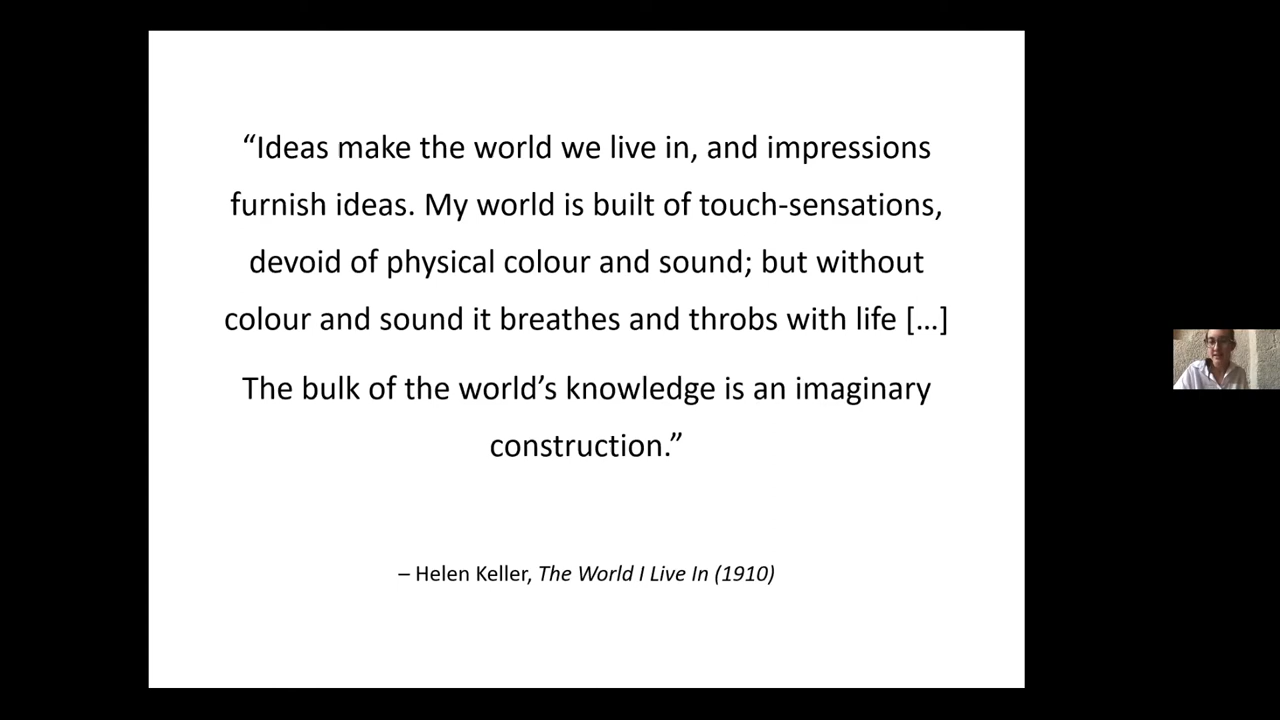 “Ideas make the world we live in, and impressions
furnish ideas. My world is built of touch-sensations,
devoid of physical colour and sound; but without
colour and sound it breathes and throbs with life […]
The bulk of the world’s knowledge is an imaginary
construction.”
– Helen Keller, The World I Live In (1910)